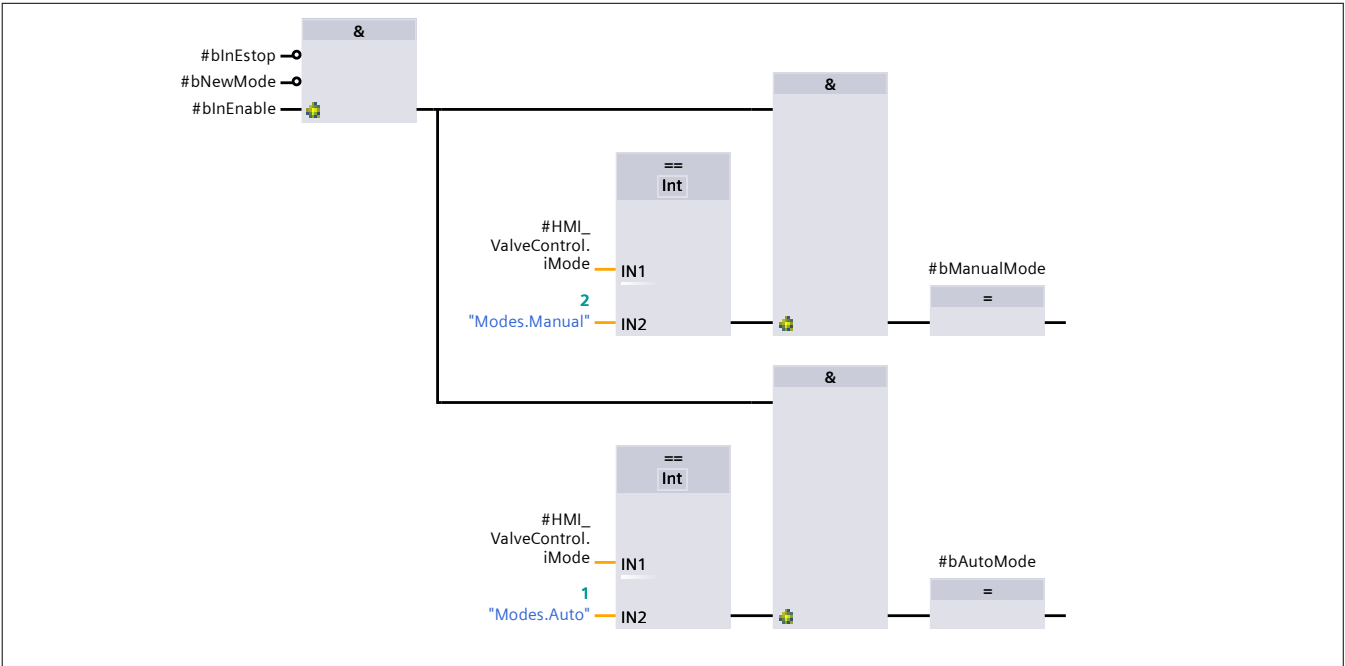 &
#bInEstop
#bNewMode
#bInEnable
&
==
Int
#HMI_
ValveControl.
iMode
IN1
2
"Modes.Manual"
IN2
#bManualMode
=
&
==
Int
#HMI_
ValveControl.
iMode
IN1
1
"Modes.Auto"
IN2
#bAutoMode
=